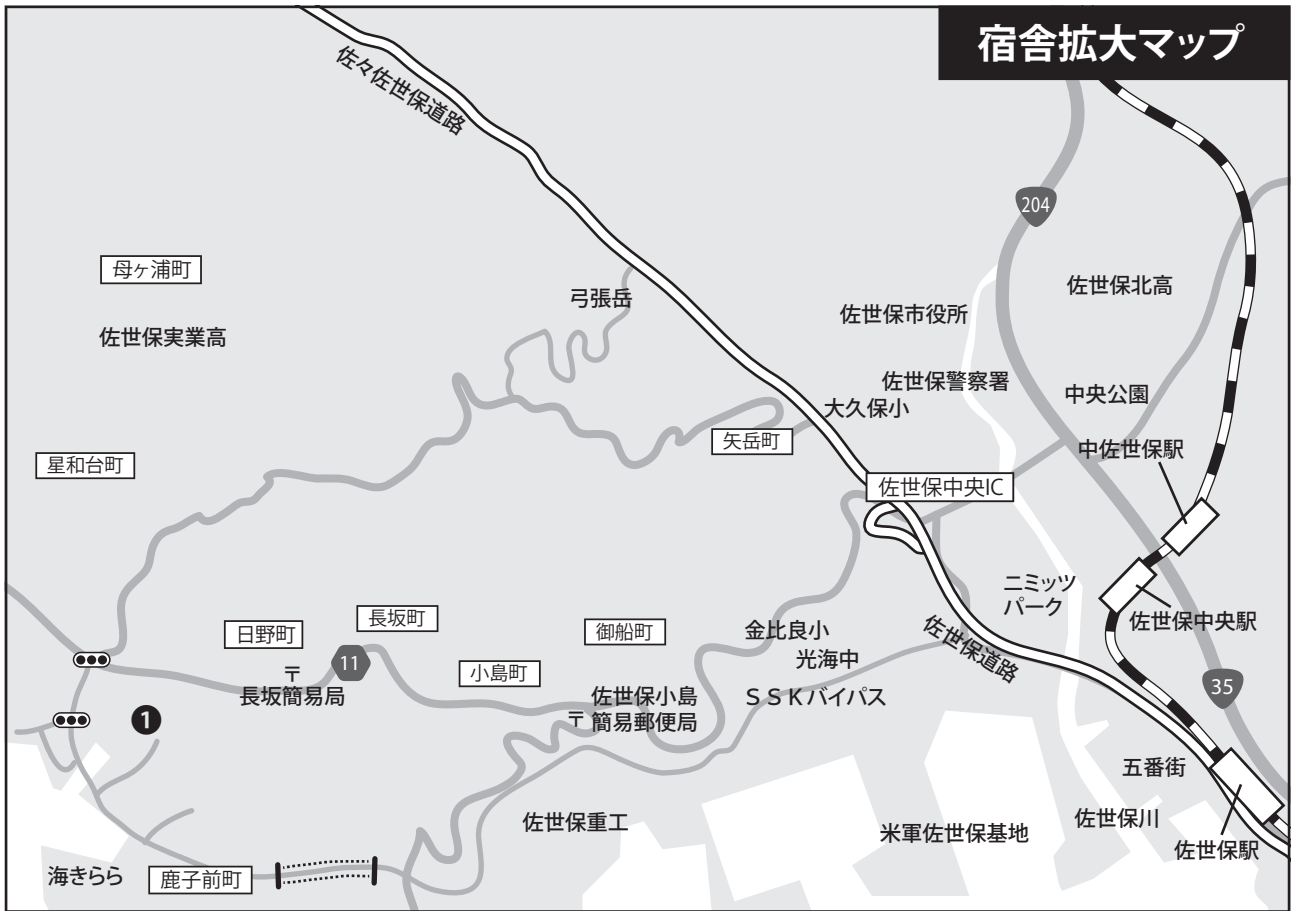 宿舎拡大マップ
佐々佐世保道路
204
母ヶ浦町
佐世保実業高
弓張岳
佐世保市役所
佐世保北高
佐世保警察署
大久保小
中央公園
矢岳町
中佐世保駅
星和台町
佐世保中央IC
ニミッツ
パーク
佐世保中央駅
長坂町
日野町
御船町
金比良小
佐世保道路
光海中
11
〒
長坂簡易局
小島町
佐世保小島
〒簡易郵便局
ＳＳＫバイパス
35
1
五番街
佐世保重工
米軍佐世保基地
佐世保川
佐世保駅
海きらら
鹿子前町